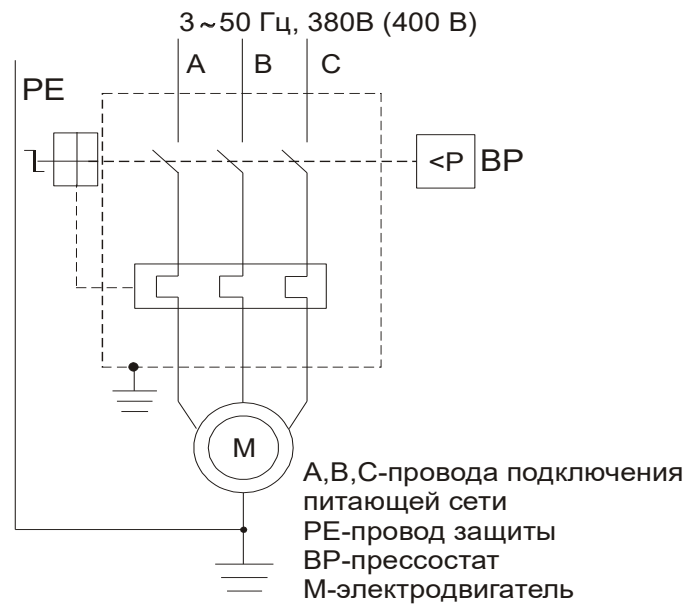 3~50 Гц, 380В (400 В)
A B C
PE
<P BP
M
A,B,C-провода подключения
питающей сети
PE-провод защиты
BP-прессостат
M-электродвигатель